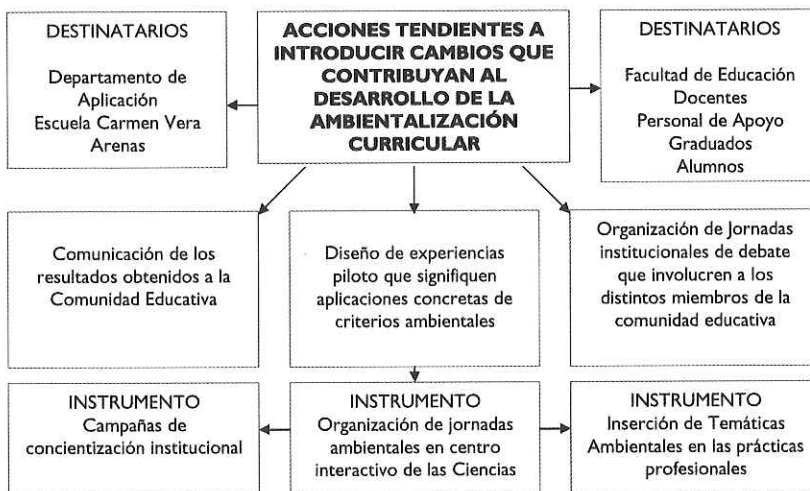 DESTINATARIOS
Departamento de
Aplicación
Escuela Carmen Vera
Arenas
ACCIONES TENDIENTES A
INTRODUCIR CAMBIOS QUE
CONTRIBUYAN AL
DESARROLLO DE LA
AMBIENTALIZACIÓN
CURRICULAR
DESTINATARIOS
Facultad de Educación
Docentes
Personal de Apoyo
Graduados
Alumnos
Comunicación de los
resultados obtenidos a la
Comunidad Educativa
Diseño de experiencias
piloto que signifiquen
aplicaciones concretas de
criterios ambientales
Organización de Jornadas
institucionales de debate
que involucren a los
distintos miembros de la
comunidad educativa
INSTRUMENTO
Campañas de
concientización institucional
INSTRUMENTO
Organización de jornadas
ambientales en centro
interactivo de las Ciencias
INSTRUMENTO
Inserción de Temáticas
Ambientales en las prácticas
profesionales